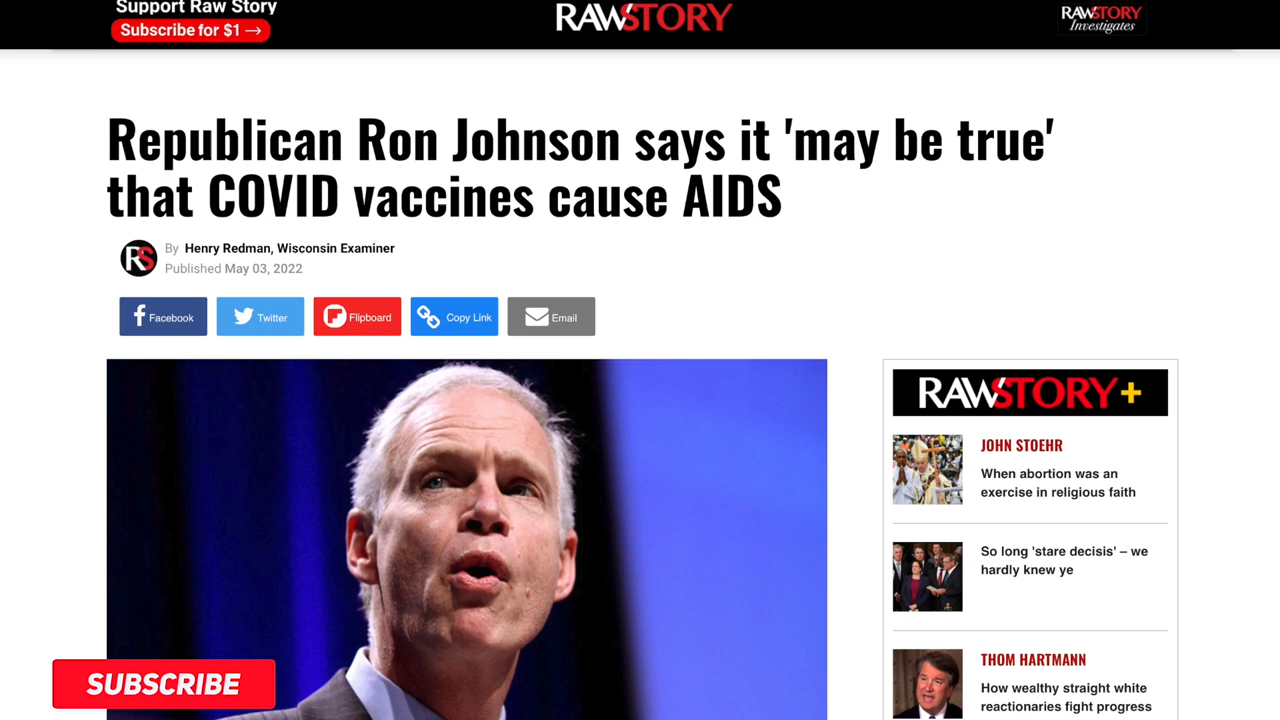 Support Raw Story
Subscribe for $1 →
RAWSTORY
RAWSTORY
Investigates
Republican Ron Johnson says it 'may be true'
that COVID vaccines cause AIDS
RS
By Henry Redman, Wisconsin Examiner
Published May 03, 2022
Facebook
Twitter
Flipboard
Copy Link
Email
RAWSTORY+
JOHN STOEHR
When abortion was an
exercise in religious faith
So long 'stare decisis' – we
hardly knew ye
THOM HARTMANN
How wealthy straight white
reactionaries fight progress
SUBSCRIBE